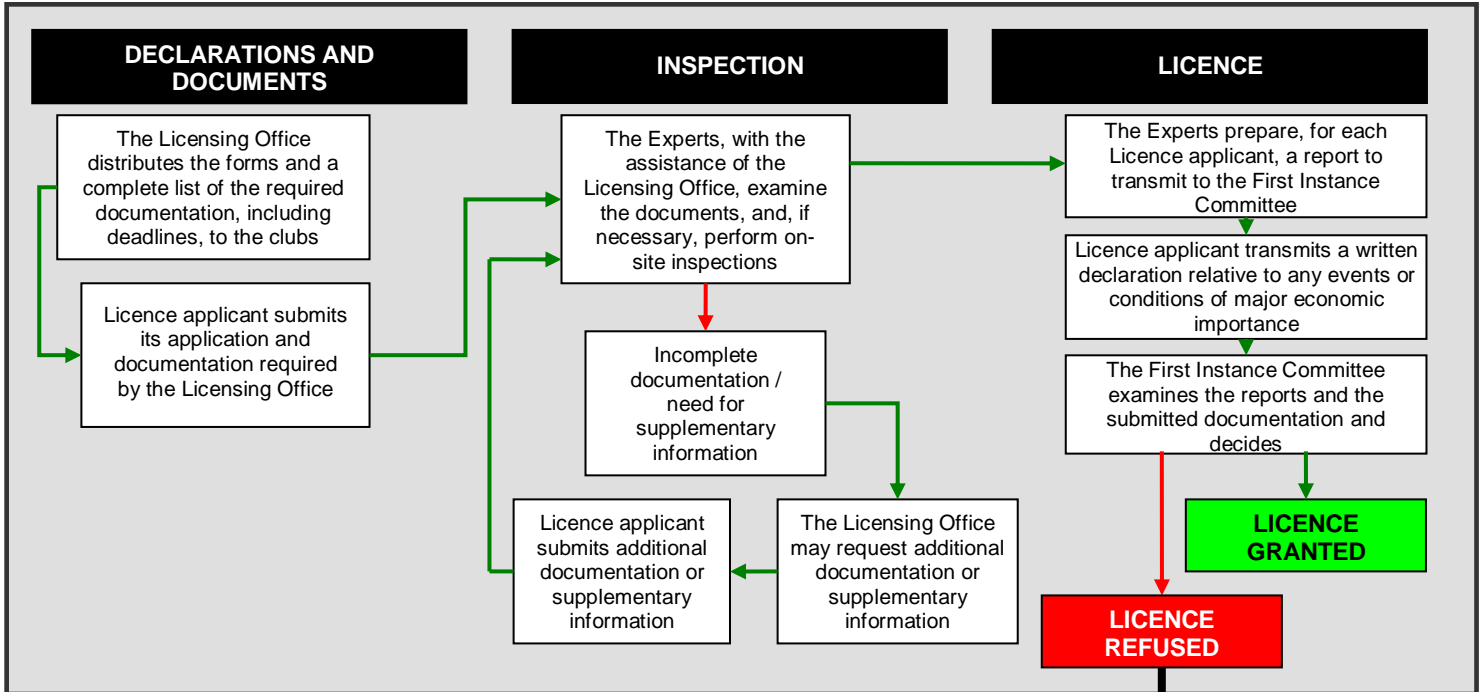 DECLARATIONS AND
DOCUMENTS
The Licensing Office
distributes the forms and a
complete list of the required
documentation, including
deadlines, to the clubs
Licence applicant submits
its application and
documentation required
by the Licensing Office
INSPECTION
The Experts, with the
assistance of the
Licensing Office, examine
the documents, and, if
necessary, perform on-
site inspections
Incomplete
documentation /
need for
supplementary
information
The Licensing Office
may request additional
documentation or
supplementary
information
Licence applicant
submits additional
documentation or
supplementary
information
LICENCE
The Experts prepare, for each
Licence applicant, a report to
transmit to the First Instance
Committee
Licence applicant transmits a written
declaration relative to any events or
conditions of major economic
importance
The First Instance Committee
examines the reports and the
submitted documentation and
decides
LICENCE
GRANTED
LICENCE
REFUSED